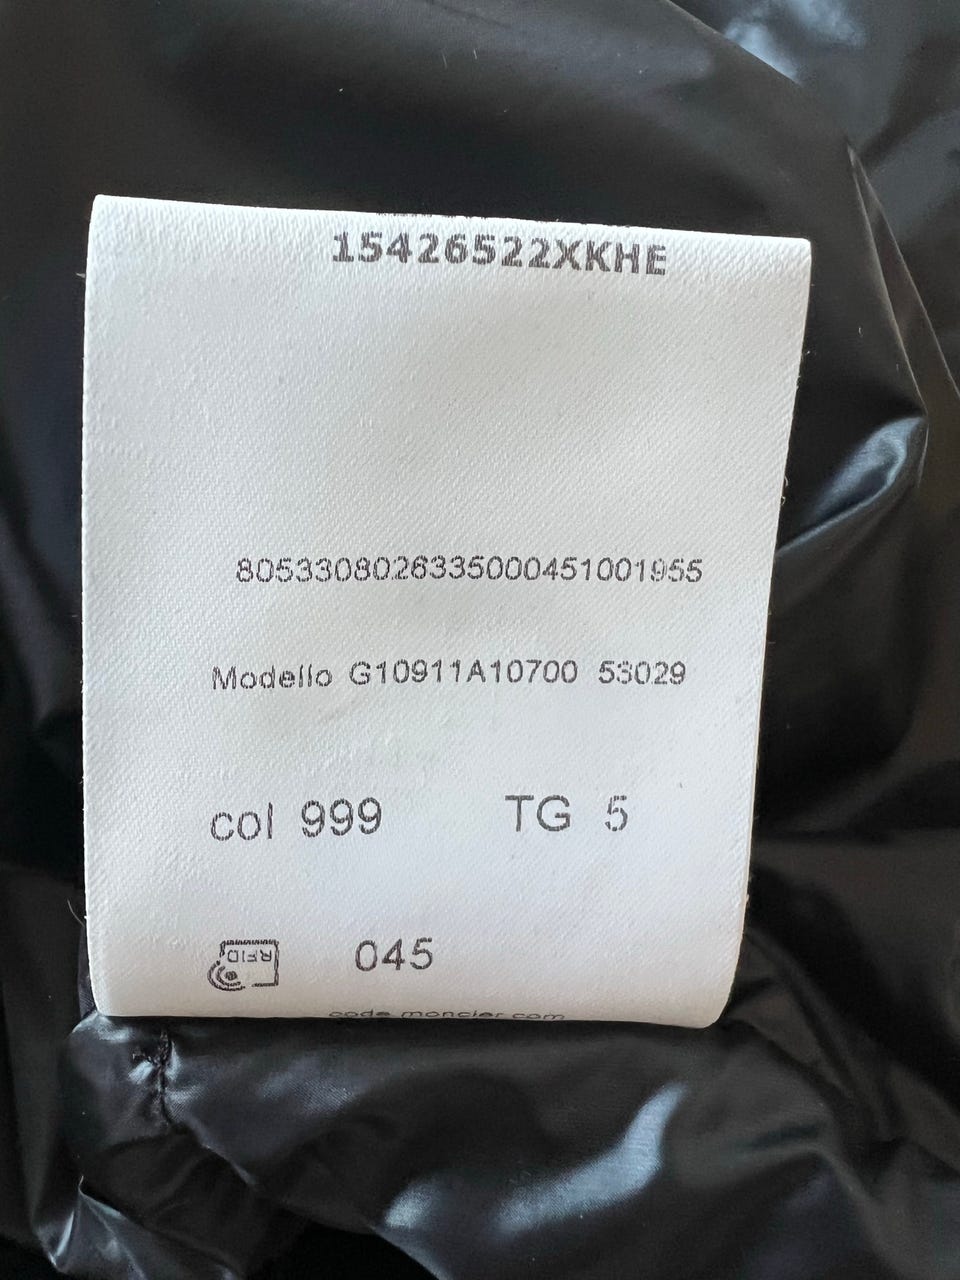 15426522XKHE
8053308026335000451001955
Modello G10911A10700 53029
col 999 TG 5
RFID 045
code.moncler.com